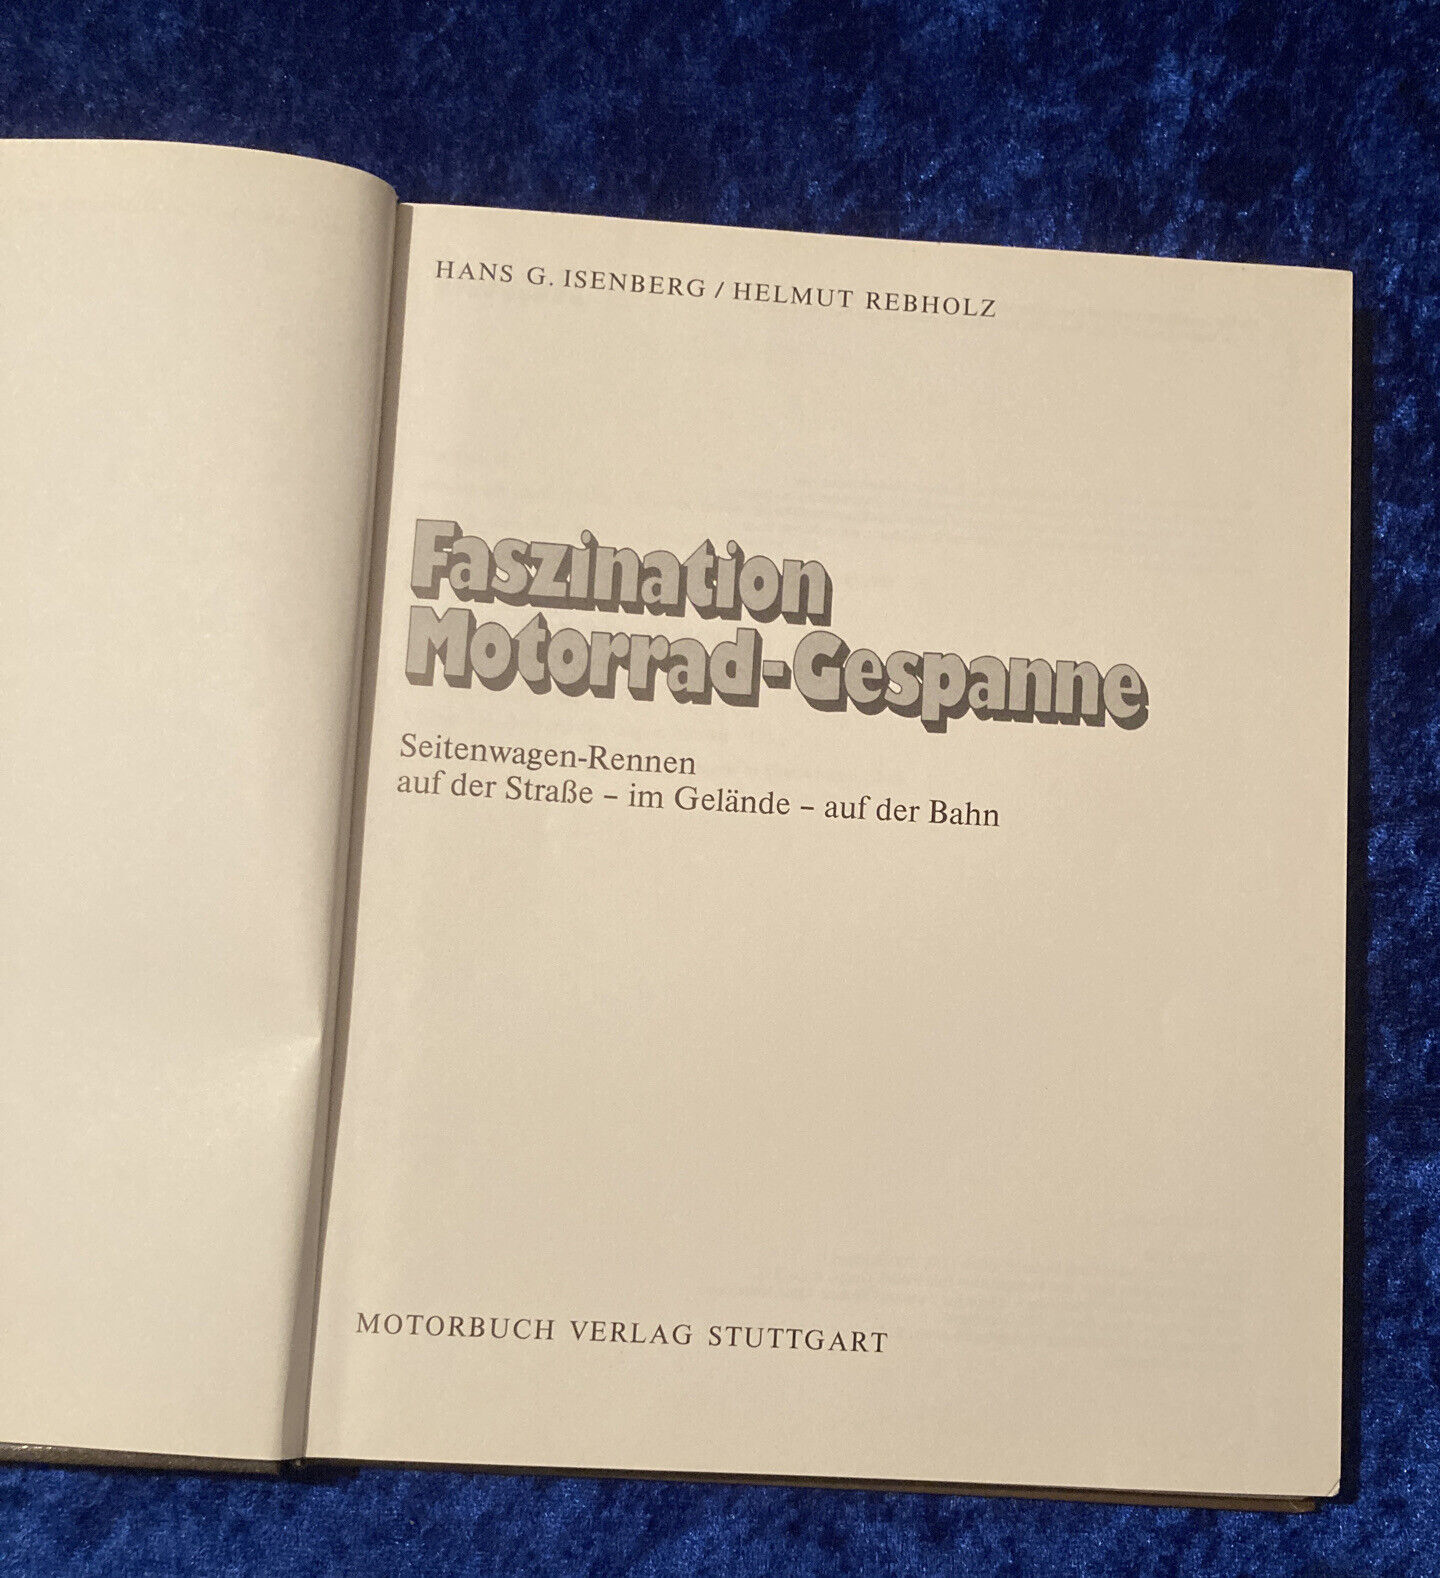 HANS G. ISENBERG / HELMUT REBHOLZ
Faszination
Motorrad-Gespanne
Seitenwagen-Rennen
auf der Straße – im Gelände – auf der Bahn
MOTORBUCH VERLAG STUTTGART